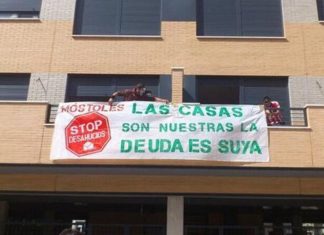 MOSTOLES LAS CASAS
STOP
DESAHUCIOS
SON NUESTRAS LA
DEUDA ES SUYA